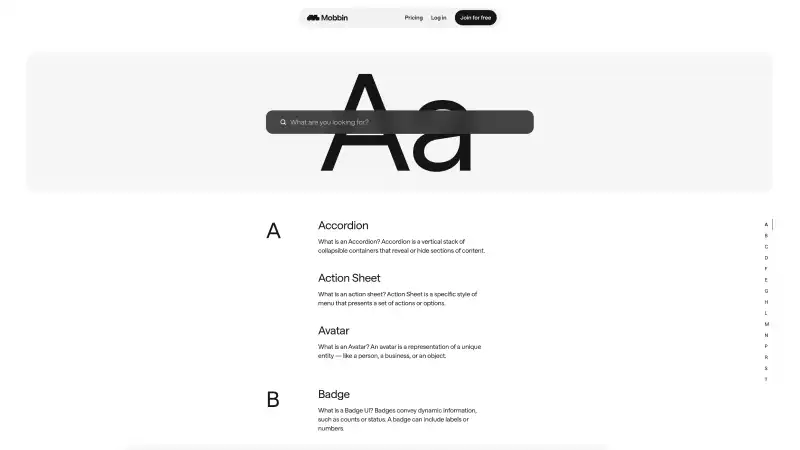 Mobbin
Pricing
Log in
Join for free
Aa
What are you looking for?
A
Accordion
What is an Accordion? Accordion is a vertical stack of
collapsible containers that reveal or hide sections of content.
Action Sheet
What is an action sheet? Action Sheet is a specific style of
menu that presents a set of actions or options.
Avatar
What is an Avatar? An avatar is a representation of a unique
entity — like a person, a business, or an object.
B
Badge
What is a Badge UI? Badges convey dynamic information,
such as counts or status. A badge can include labels or
numbers.
A
B
C
D
F
E
G
H
L
M
N
P
R
S
T